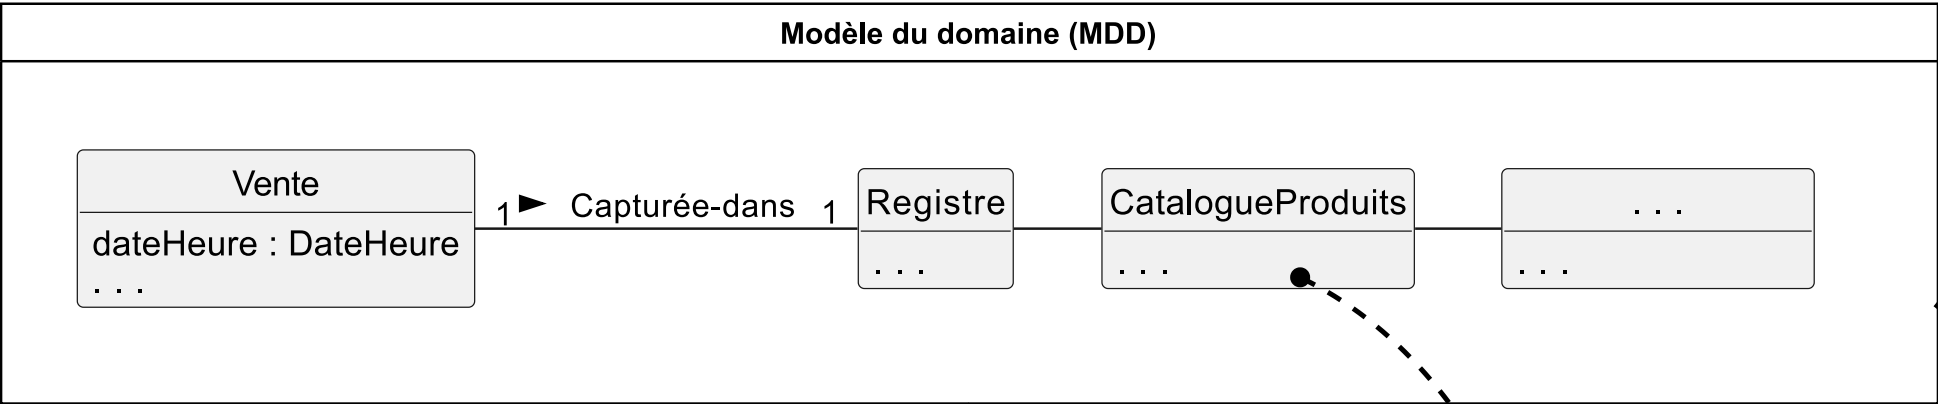 Modèle du domaine (MDD)
Vente
dateHeure : DateHeure
. . .
1 ► Capturée-dans 1
Registre
. . .
CatalogueProduits
. . .
. . .
. . .